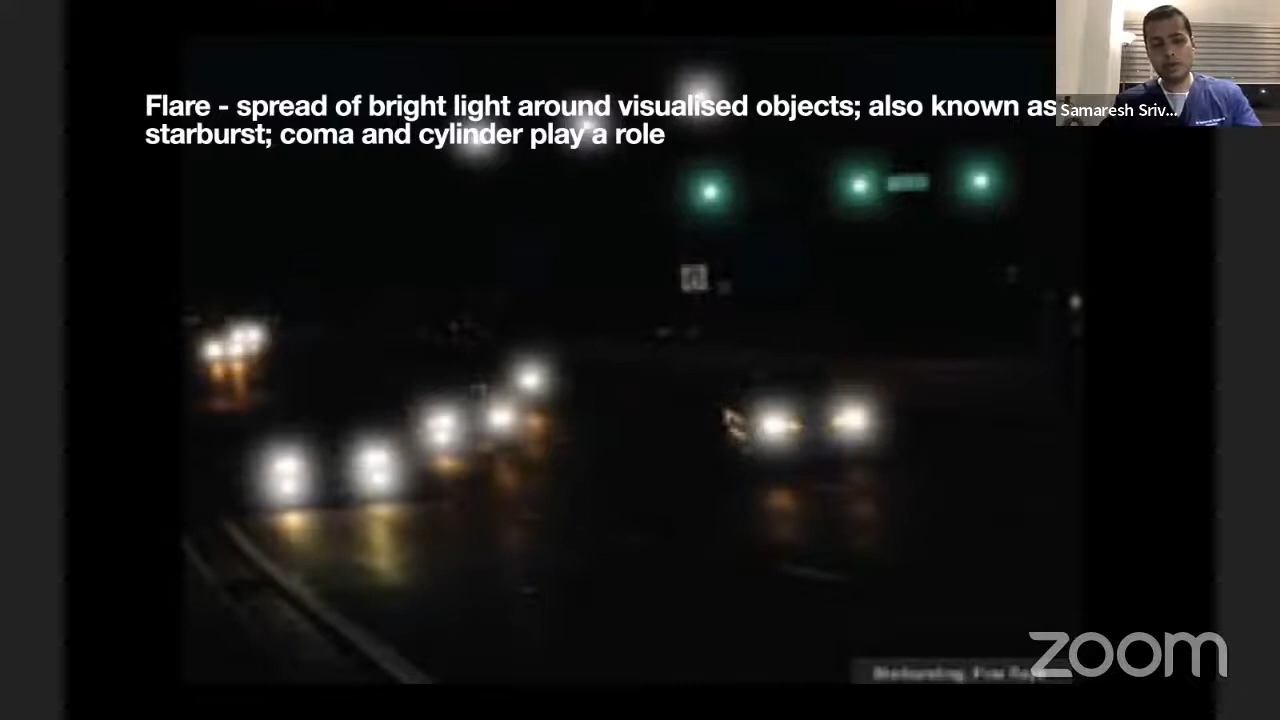 Flare - spread of bright light around visualised objects; also known as
starburst; coma and cylinder play a role
Samaresh Sriv...
zoom